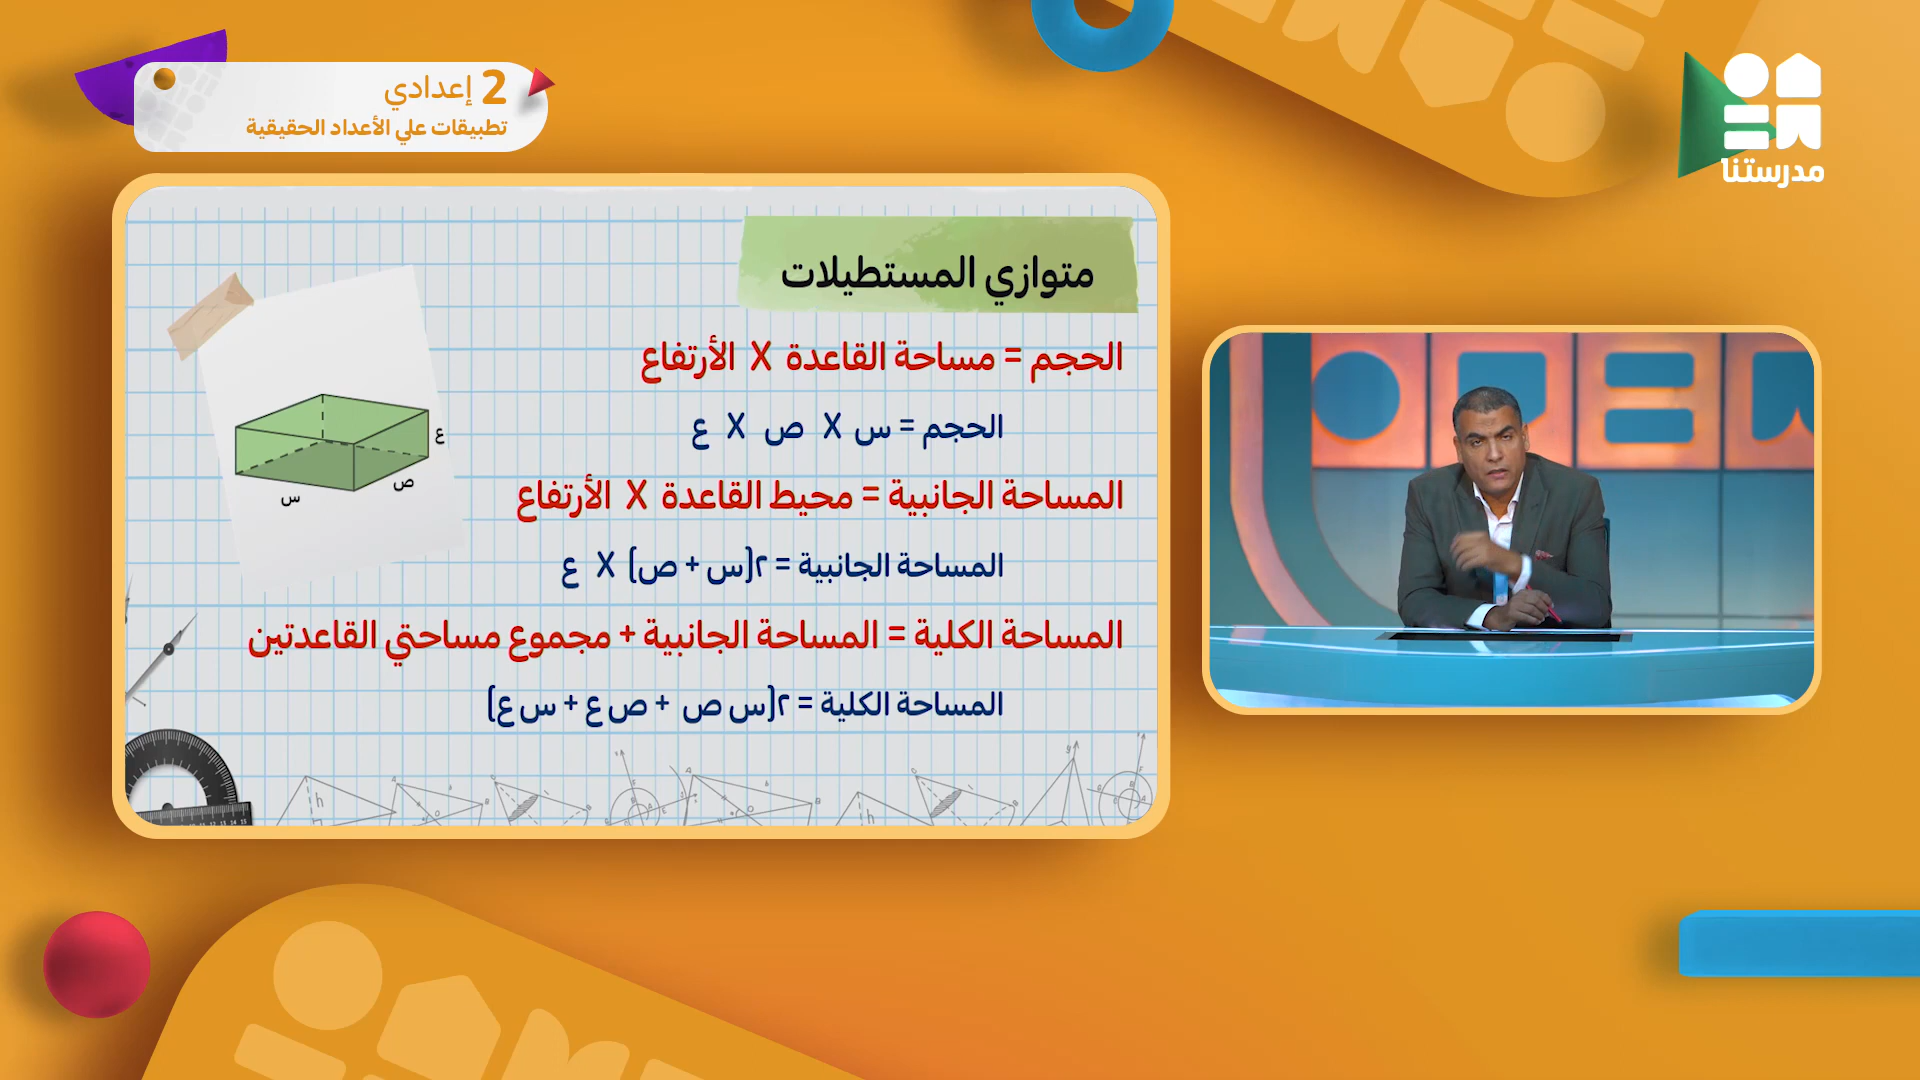 2 إعدادي
تطبيقات علي الأعداد الحقيقية
مدرستنا
متوازي المستطيلات
الحجم = مساحة القاعدة X الأرتفاع
الحجم = س X ص X ع
المساحة الجانبية = محيط القاعدة X الأرتفاع
المساحة الجانبية = ٢(س + ص) X ع
المساحة الكلية = المساحة الجانبية + مجموع مساحتي القاعدتين
المساحة الكلية = ٢(س ص + ص ع + س ع)
ع
ص
س